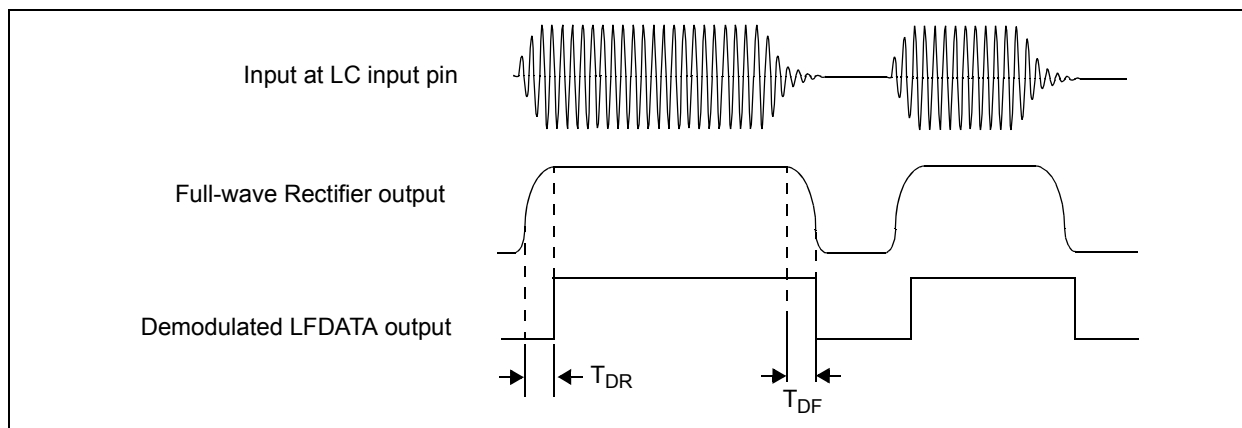 Input at LC input pin
Full-wave Rectifier output
Demodulated LFDATA output
TDR
TDF